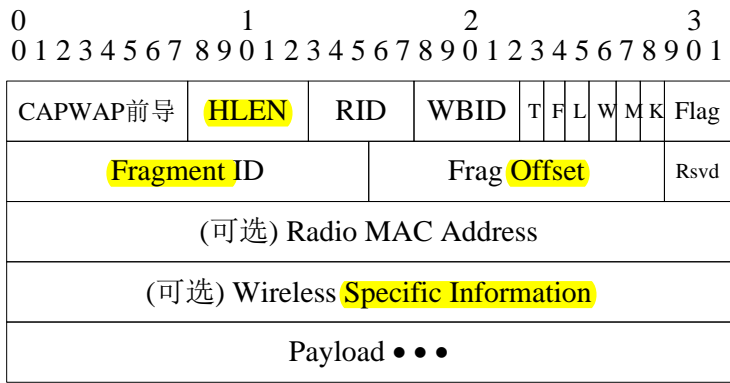 0 1 2 3
0 1 2 3 4 5 6 7 8 9 0 1 2 3 4 5 6 7 8 9 0 1 2 3 4 5 6 7 8 9 0 1
CAPWAP前导 HLEN RID WBID T F L W M K Flag
Fragment ID Frag Offset Rsvd
(可选) Radio MAC Address
(可选) Wireless Specific Information
Payload • • •